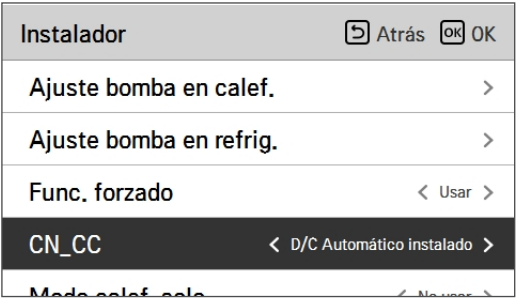 Instalador Atrás OK OK
Ajuste bomba en calef. >
Ajuste bomba en refrig. >
Func. forzado < Usar >
CN_CC < D/C Automático instalado >